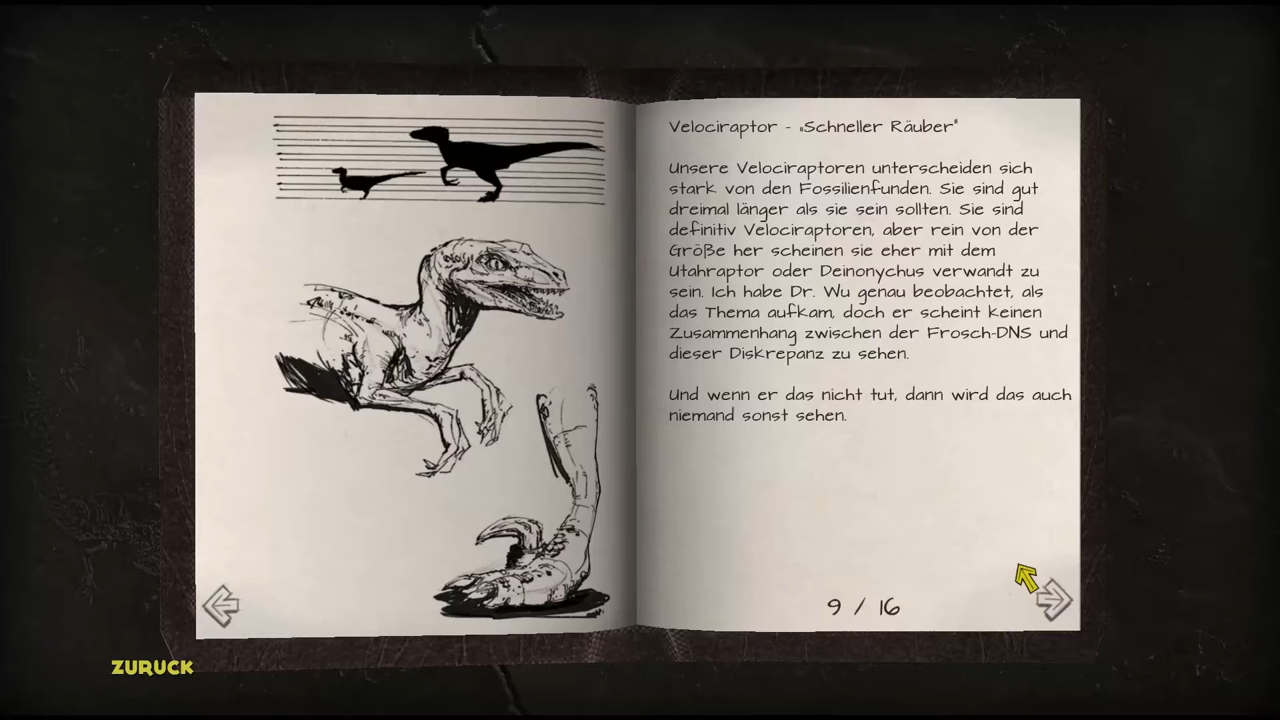 Velociraptor - „Schneller Räuber"
Unsere Velociraptoren unterscheiden sich
stark von den Fossilienfunden. Sie sind gut
dreimal länger als sie sein sollten. Sie sind
definitiv Velociraptoren, aber rein von der
Größe her scheinen sie eher mit dem
Utahraptor oder Deinonychus verwandt zu
sein. Ich habe Dr. Wu genau beobachtet, als
das Thema aufkam, doch er scheint keinen
Zusammenhang zwischen der Frosch-DNS und
dieser Diskrepanz zu sehen.
Und wenn er das nicht tut, dann wird das auch
niemand sonst sehen.
9 / 16
ZURUCK